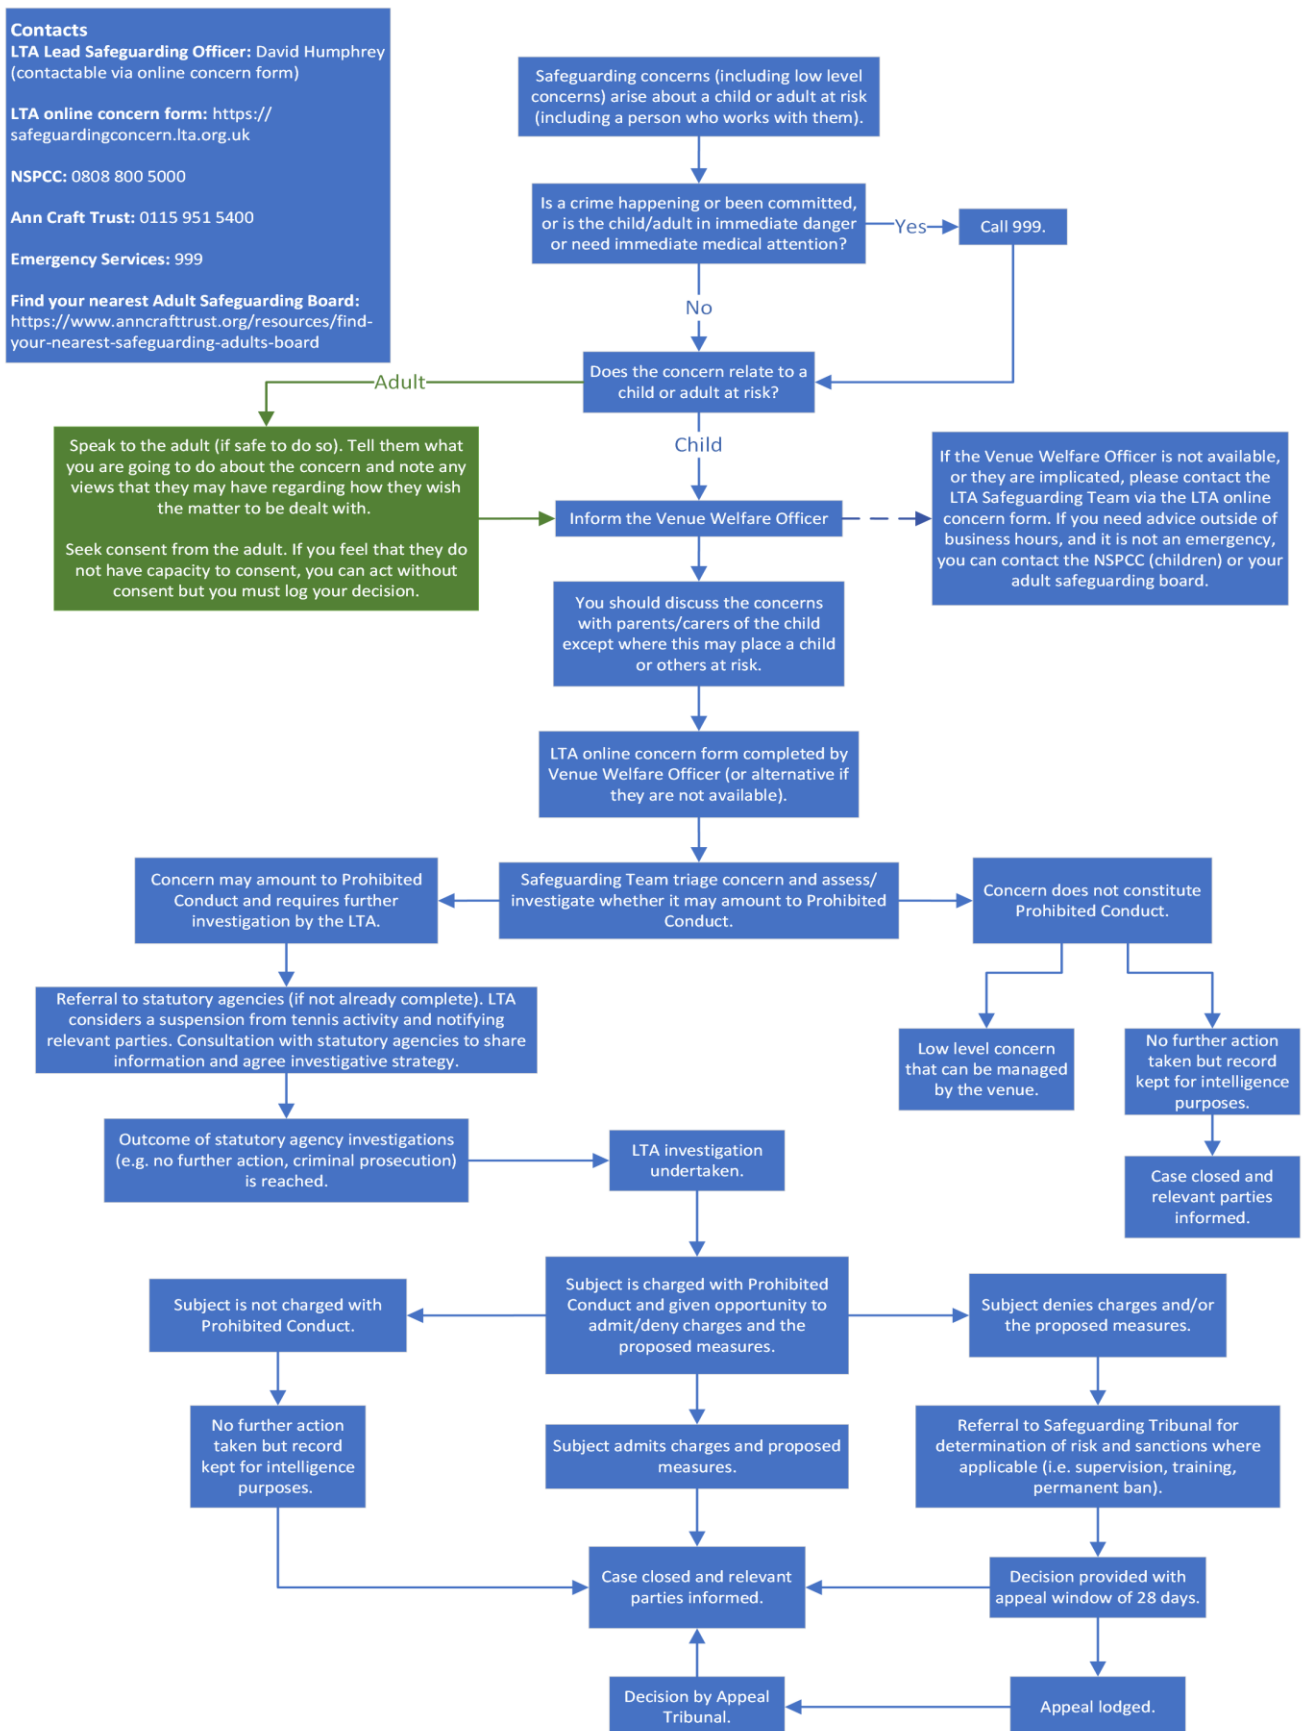 Contacts
LTA Lead Safeguarding Officer: David Humphrey
(contactable via online concern form)
LTA online concern form: https://
safeguardingconcern.lta.org.uk
NSPCC: 0808 800 5000
Ann Craft Trust: 0115 951 5400
Emergency Services: 999
Find your nearest Adult Safeguarding Board:
https://www.anncrafttrust.org/resources/find-
your-nearest-safeguarding-adults-board
Safeguarding concerns (including low level
concerns) arise about a child or adult at risk
(including a person who works with them).
Is a crime happening or been committed,
or is the child/adult in immediate danger
or need immediate medical attention?
Yes
Call 999.
No
Does the concern relate to a
child or adult at risk?
Adult
Speak to the adult (if safe to do so). Tell them what
you are going to do about the concern and note any
views that they may have regarding how they wish
the matter to be dealt with.
Seek consent from the adult. If you feel that they do
not have capacity to consent, you can act without
consent but you must log your decision.
Child
Inform the Venue Welfare Officer
If the Venue Welfare Officer is not available,
or they are implicated, please contact the
LTA Safeguarding Team via the LTA online
concern form. If you need advice outside of
business hours, and it is not an emergency,
you can contact the NSPCC (children) or your
adult safeguarding board.
You should discuss the concerns
with parents/carers of the child
except where this may place a child
or others at risk.
LTA online concern form completed by
Venue Welfare Officer (or alternative if
they are not available).
Safeguarding Team triage concern and assess/
investigate whether it may amount to Prohibited
Conduct.
Concern may amount to Prohibited
Conduct and requires further
investigation by the LTA.
Concern does not constitute
Prohibited Conduct.
Referral to statutory agencies (if not already complete). LTA
considers a suspension from tennis activity and notifying
relevant parties. Consultation with statutory agencies to share
information and agree investigative strategy.
Low level concern
that can be managed
by the venue.
No further action
taken but record
kept for intelligence
purposes.
Outcome of statutory agency investigations
(e.g. no further action, criminal prosecution)
is reached.
LTA investigation
undertaken.
Case closed and
relevant parties
informed.
Subject is not charged with
Prohibited Conduct.
Subject is charged with Prohibited
Conduct and given opportunity to
admit/deny charges and the
proposed measures.
Subject denies charges and/or
the proposed measures.
No further action
taken but record
kept for intelligence
purposes.
Subject admits charges and proposed
measures.
Referral to Safeguarding Tribunal for
determination of risk and sanctions where
applicable (i.e. supervision, training,
permanent ban).
Case closed and relevant
parties informed.
Decision provided with
appeal window of 28 days.
Decision by Appeal
Tribunal.
Appeal lodged.